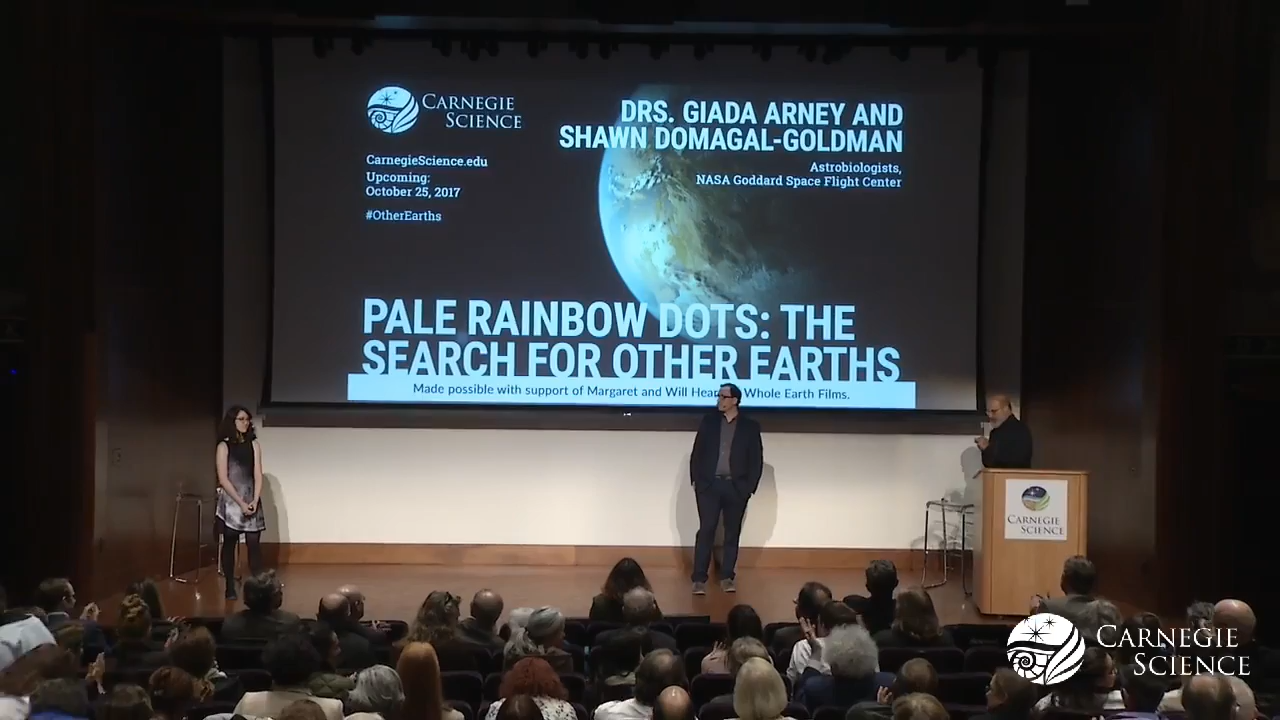 CARNEGIE
SCIENCE
CarnegieScience.edu
Upcoming:
October 25, 2017
#OtherEarths
DRS. GIADA ARNEY AND
SHAWN DOMAGAL-GOLDMAN
Astrobiologists,
NASA Goddard Space Flight Center
PALE RAINBOW DOTS: THE
SEARCH FOR OTHER EARTHS
Made possible with support of Margaret and Will Whole Earth Films.
CARNEGIE
SCIENCE
CARNEGIE
SCIENCE